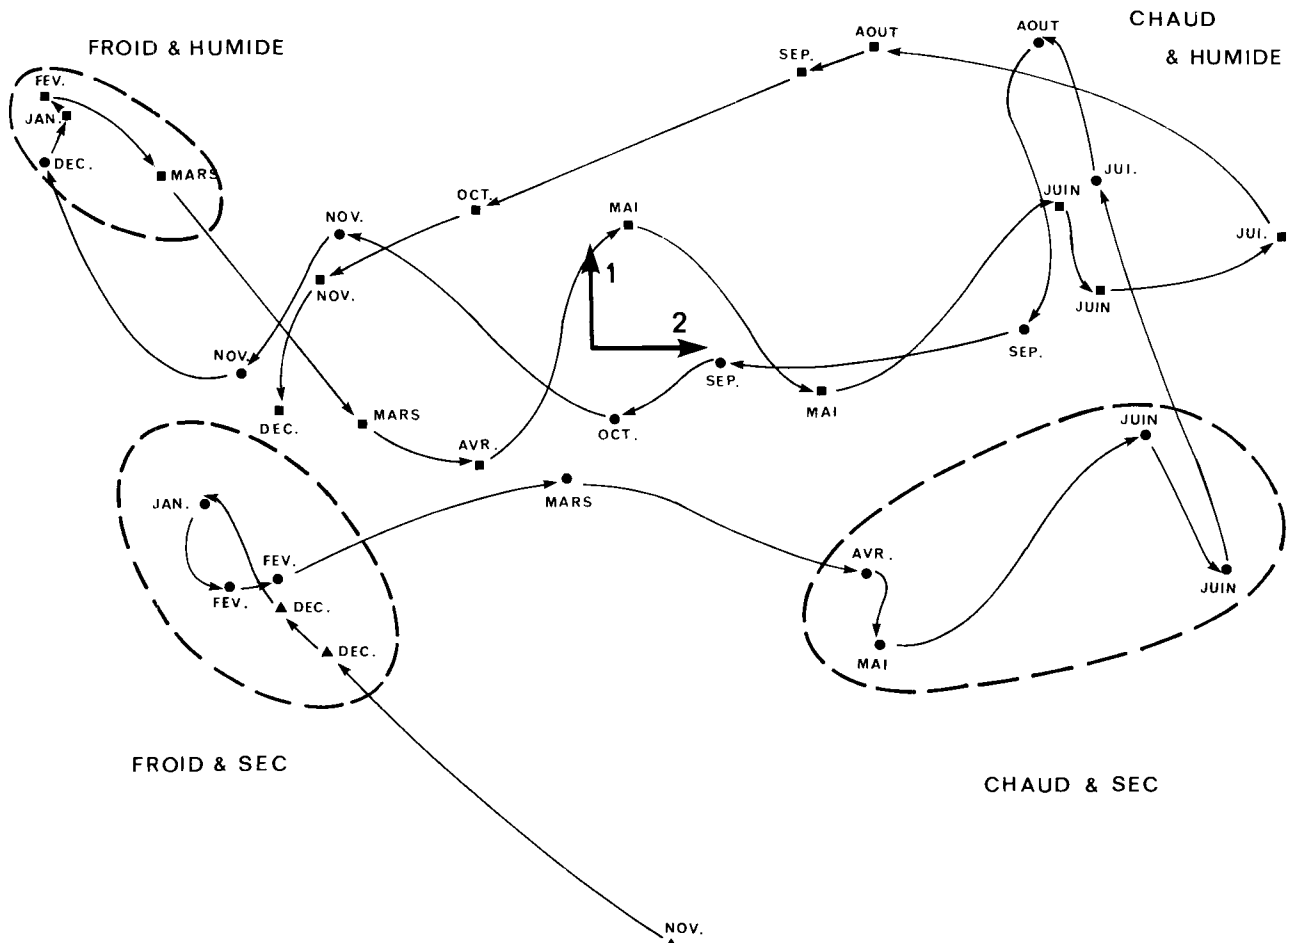 CHAUD
& HUMIDE
FROID & HUMIDE
AOUT
AOUT
SEP.
FEV.
JAN.
DEC.
MARS
JUI.
JUIN
OCT.
MAI
NOV.
JUI.
1
NOV.
JUIN
2
NOV.
SEP.
SEP.
MAI
MARS
DEC.
OCT.
JUIN
AVR.
JAN.
MARS
AVR.
FEV.
FEV.
JUIN
DEC.
DEC.
MAI
FROID & SEC
CHAUD & SEC
NOV.